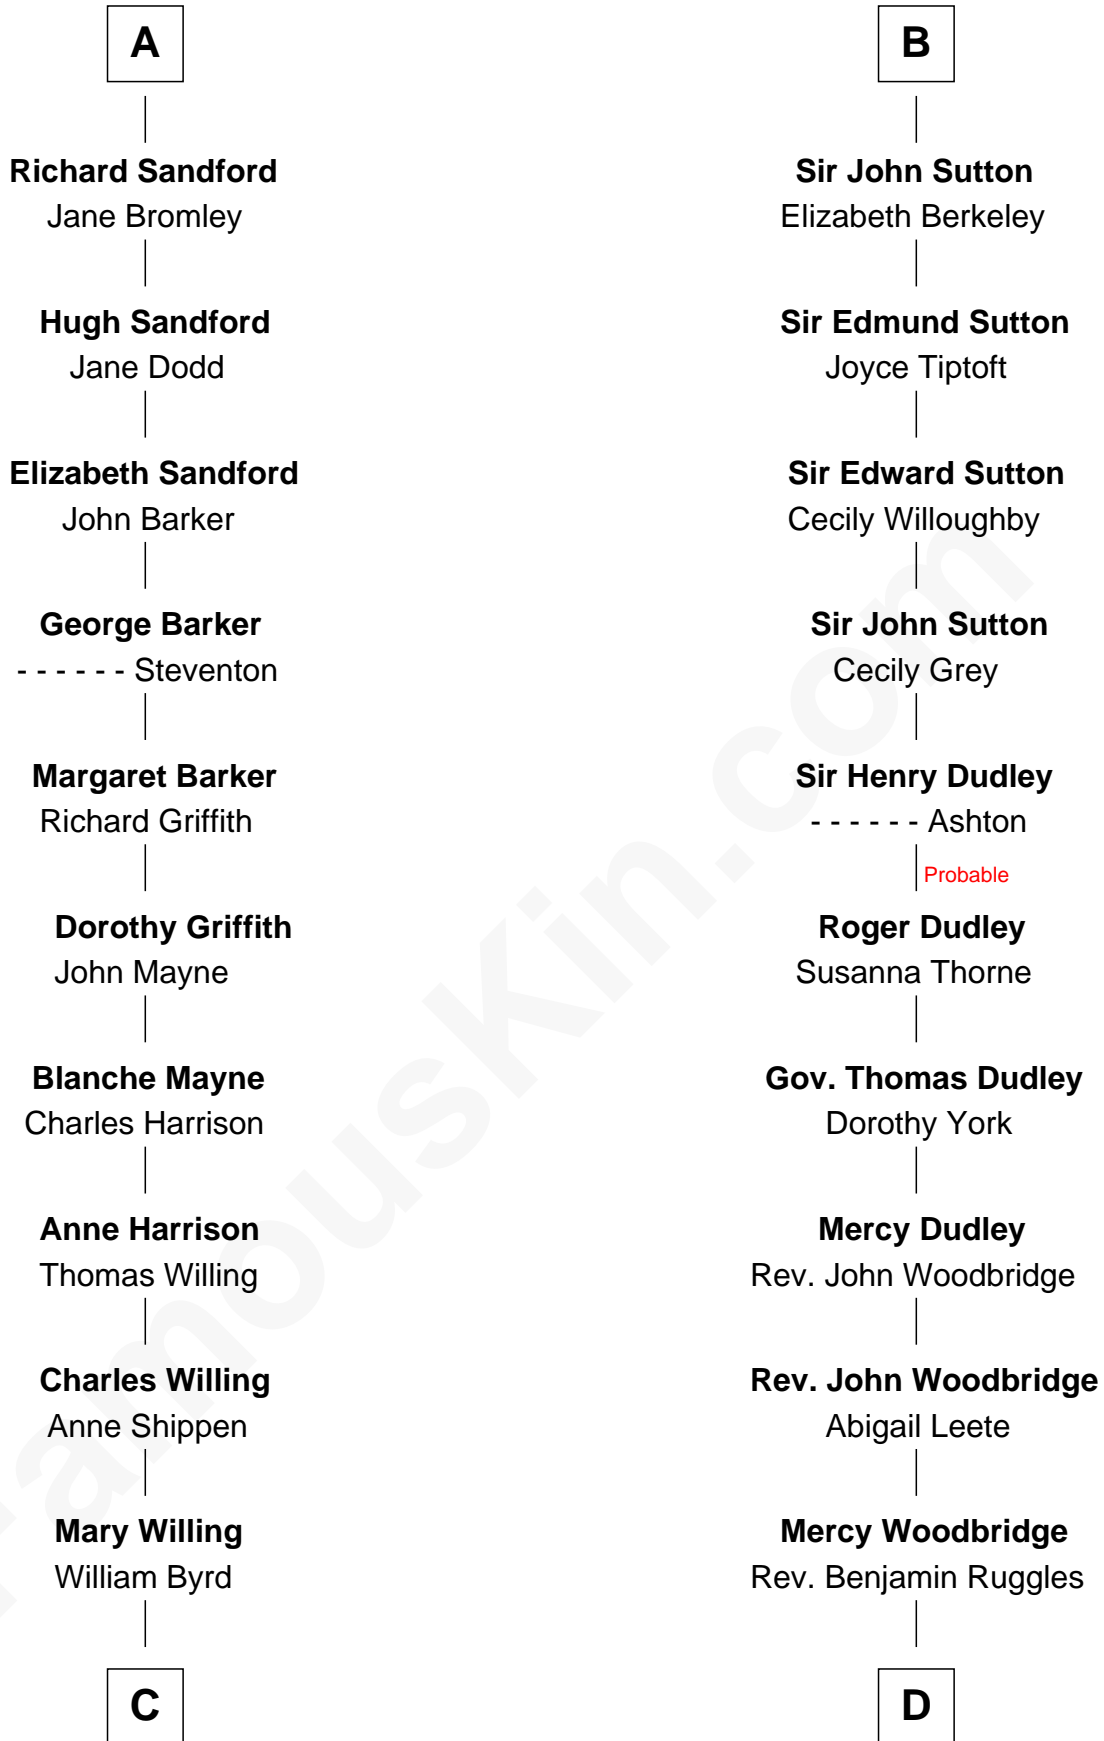 A
Richard Sandford
Jane Bromley
Hugh Sandford
Jane Dodd
Elizabeth Sandford
John Barker
George Barker
- - - - - - Steventon
Margaret Barker
Richard Griffith
Dorothy Griffith
John Mayne
Blanche Mayne
Charles Harrison
Anne Harrison
Thomas Willing
Charles Willing
Anne Shippen
Mary Willing
William Byrd
C
B
Sir John Sutton
Elizabeth Berkeley
Sir Edmund Sutton
Joyce Tiptoft
Sir Edward Sutton
Cecily Willoughby
Sir John Sutton
Cecily Grey
Sir Henry Dudley
- - - - - - Ashton
Probable
Roger Dudley
Susanna Thorne
Gov. Thomas Dudley
Dorothy York
Mercy Dudley
Rev. John Woodbridge
Rev. John Woodbridge
Abigail Leete
Mercy Woodbridge
Rev. Benjamin Ruggles
D
FamousKin.com